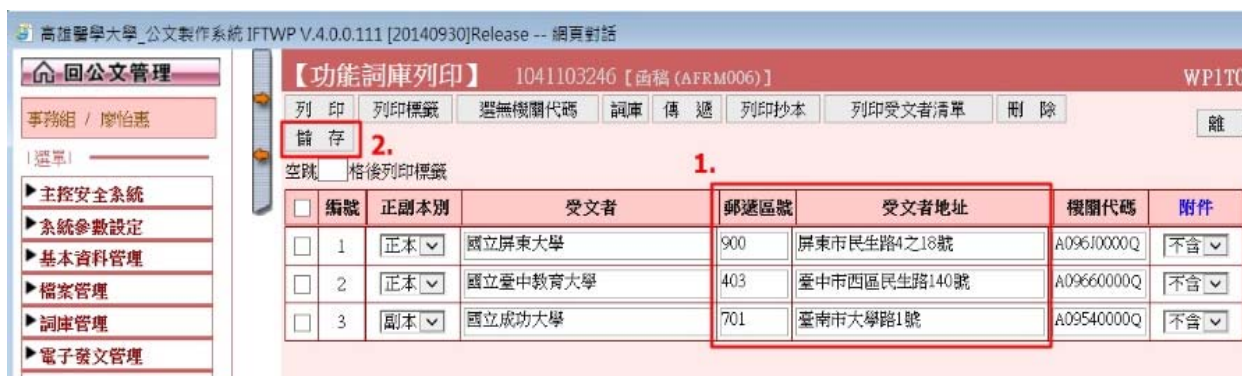 高雄醫學大學_公文製作系統 IFTWP V.4.0.0.111 [20140930]Release -- 網頁對話
回公文管理
事務組 / 廖怡惠
|選單|
▶主控安全系統
▶系統參數設定
▶基本資料管理
▶檔案管理
▶詞庫管理
▶電子發文管理
【功能詞庫列印】 1041103246 [函稿(AFRM006)] WP1T0
列 印 列印標籤 選無機關代碼 詞庫 傳 遞 列印抄本 列印受文者清單 刪 除 離
儲 存 2.
空跳 格後列印標籤 1.
編號 正副本別 受文者 郵遞區號 受文者地址 機關代碼 附件
1 正本 國立屏東大學 900 屏東市民生路4之18號 A096J0000Q 不含
2 正本 國立臺中教育大學 403 臺中市西區民生路140號 A09660000Q 不含
3 副本 國立成功大學 701 臺南市大學路1號 A09540000Q 不含